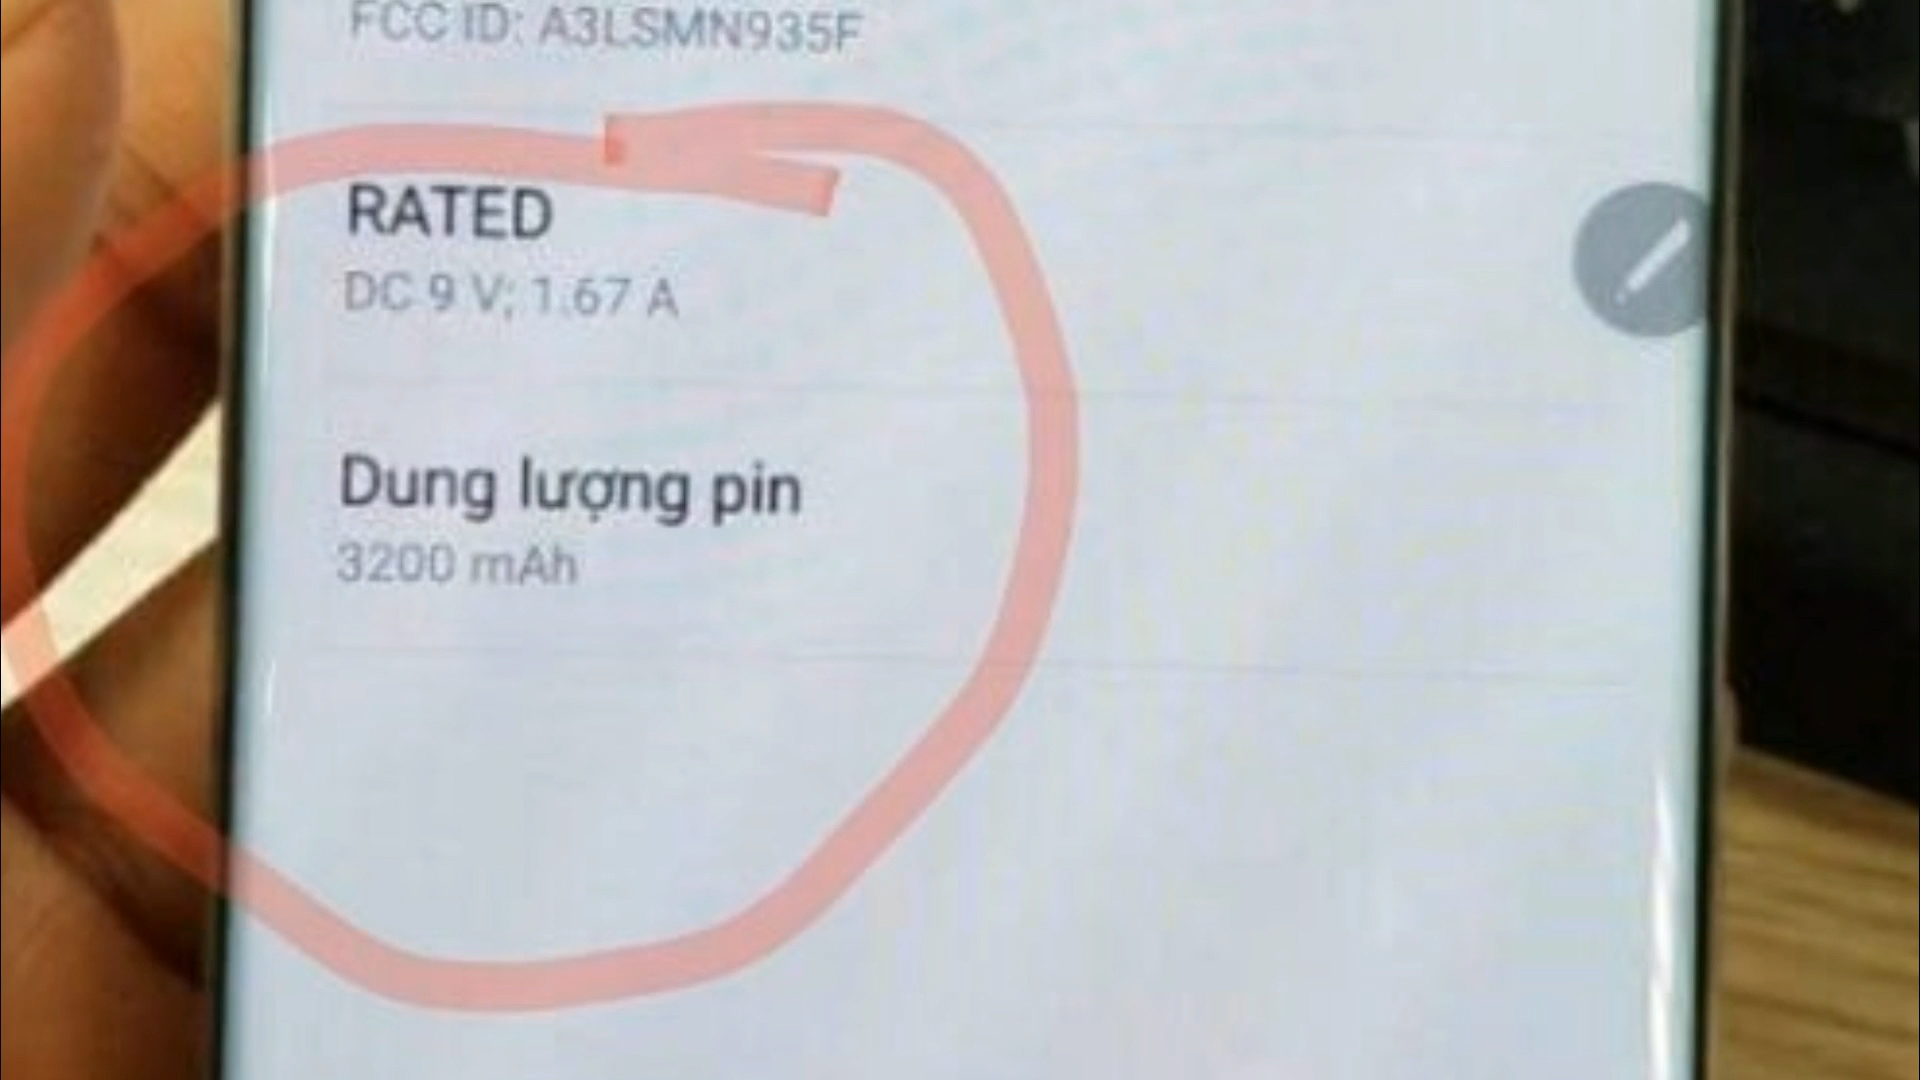 FCC ID: A3LSMN935F
RATED
DC 9 V; 1.67 A
Dung lượng pin
3200 mAh